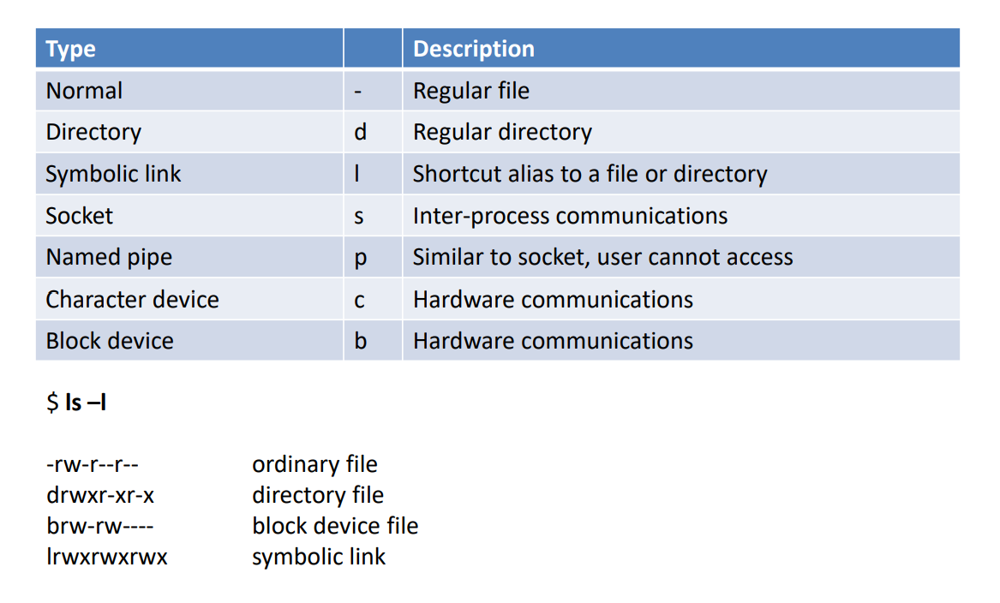 Type Description
Normal - Regular file
Directory d Regular directory
Symbolic link l Shortcut alias to a file or directory
Socket s Inter-process communications
Named pipe p Similar to socket, user cannot access
Character device c Hardware communications
Block device b Hardware communications
$ ls –l
-rw-r--r-- ordinary file
drwxr-xr-x directory file
brw-rw---- block device file
lrwxrwxrwx symbolic link